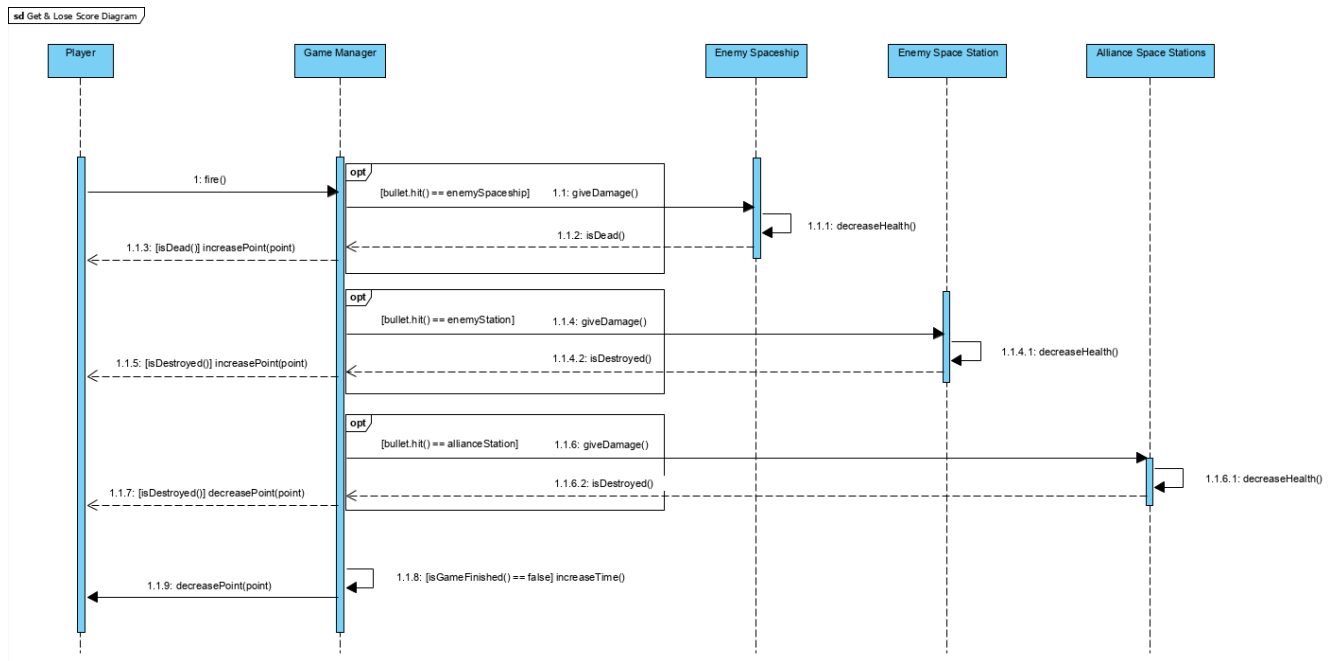 sd Get & Lose Score Diagram
Player
Game Manager
Enemy Spaceship
Enemy Space Station
Alliance Space Stations
1: fire()
opt
[bullet.hit() == enemySpaceship]
1.1: giveDamage()
1.1.1: decreaseHealth()
1.1.2: isDead()
1.1.3: [isDead()] increasePoint(point)
opt
[bullet.hit() == enemyStation]
1.1.4: giveDamage()
1.1.4.1: decreaseHealth()
1.1.4.2: isDestroyed()
1.1.5: [isDestroyed()] increasePoint(point)
opt
[bullet.hit() == allianceStation]
1.1.6: giveDamage()
1.1.6.1: decreaseHealth()
1.1.6.2: isDestroyed()
1.1.7: [isDestroyed()] decreasePoint(point)
1.1.8: [isGameFinished() == false] increaseTime()
1.1.9: decreasePoint(point)